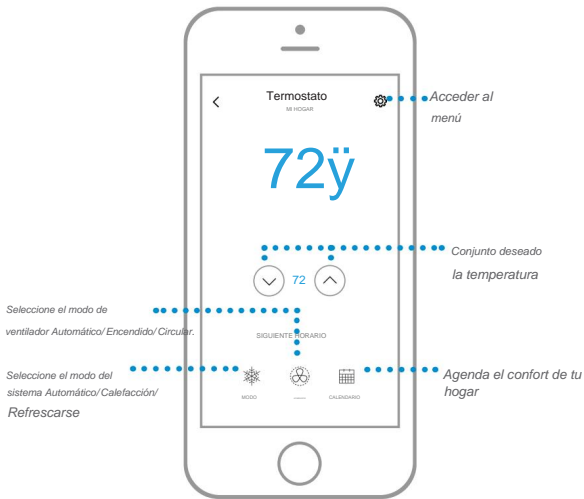 Termostato
MI HOGAR
Acceder al
menú
72ÿ
Conjunto deseado
la temperatura
72
Seleccione el modo de
ventilador Automático/ Encendido/ Circular.
SIGUIENTE HORARIO
Seleccione el modo del
sistema Automático/ Calefacción/
Refrescarse
Agenda el confort de tu
hogar
MODO
CALENDARIO